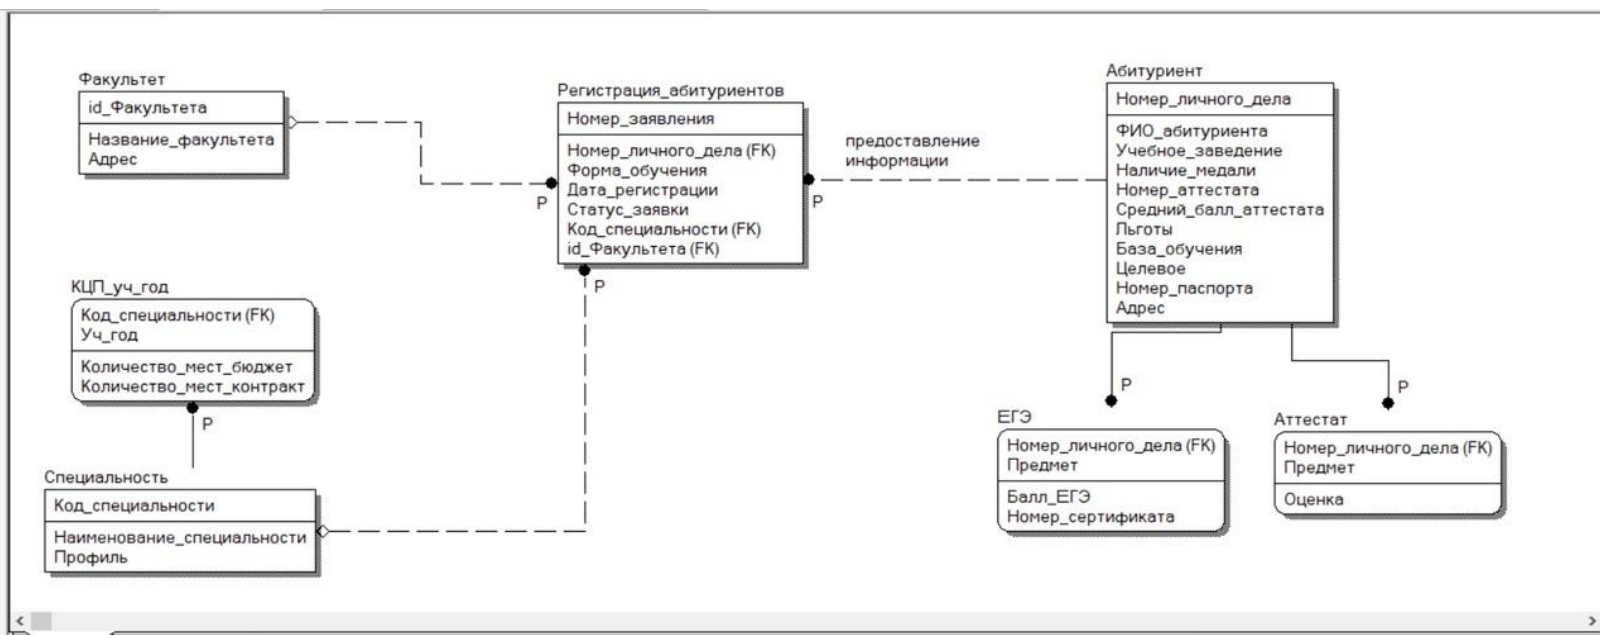 Факультет
id_Факультета
Название_факультета
Адрес
Регистрация_абитуриентов
Номер_заявления
Номер_личного_дела (FK)
Форма_обучения
Дата_регистрации
Статус_заявки
Код_специальности (FK)
id_Факультета (FK)
P
P
P
предоставление
информации
Абитуриент
Номер_личного_дела
ФИО_абитуриента
Учебное_заведение
Наличие_медали
Номер_аттестата
Средний_балл_аттестата
Льготы
База_обучения
Целевое
Номер_паспорта
Адрес
КЦП_уч_год
Код_специальности (FK)
Уч_год
Количество_мест_бюджет
Количество_мест_контракт
P
Специальность
Код_специальности
Наименование_специальности
Профиль
P
ЕГЭ
Номер_личного_дела (FK)
Предмет
Балл_ЕГЭ
Номер_сертификата
P
Аттестат
Номер_личного_дела (FK)
Предмет
Оценка